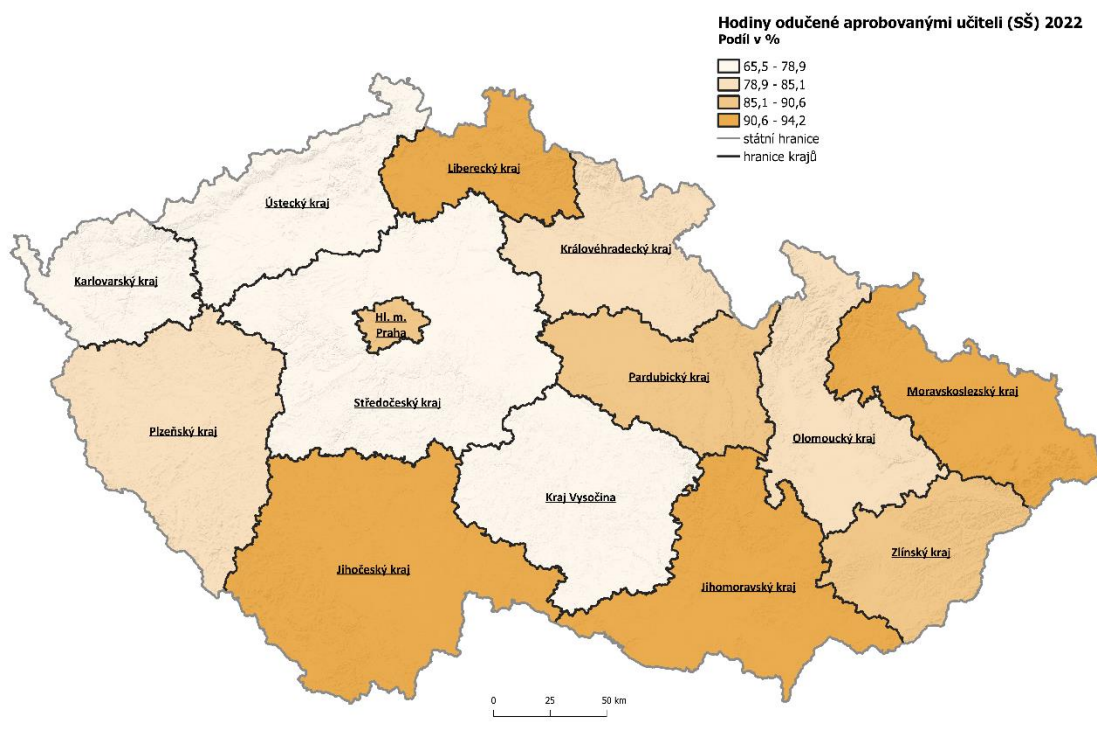 Hodiny odučené aprobovanými učiteli (SŠ) 2022
Podíl v %
65,5 - 78,9
78,9 - 85,1
85,1 - 90,6
90,6 - 94,2
státní hranice
hranice krajů
Liberecký kraj
Ústecký kraj
Královéhradecký kraj
Karlovarský kraj
Hl. m.
Praha
Pardubický kraj
Moravskoslezský kraj
Středočeský kraj
Plzeňský kraj
Olomoucký kraj
Kraj Vysočina
Zlínský kraj
Jihočeský kraj
Jihomoravský kraj
0 25 50 km